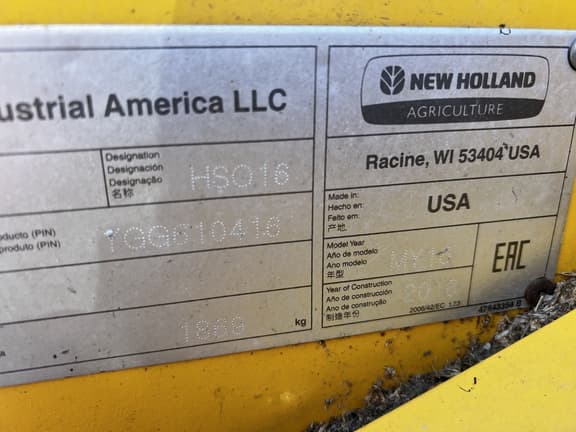 ustrial America LLC
NEW HOLLAND
AGRICULTURE
Racine, WI 53404 USA
Designation
Designación
Designação
名称
HSO16
Made in:
Hecho en:
Feito em:
产地
USA
oducto (PIN)
produto (PIN)
YGG610416
Model Year
Año de modelo
Ano modelo
年型
Year of Construction
Año de construcción
Ano de construção
制造年份
2006/42/EC
EAC
kg
1869
47843354 B